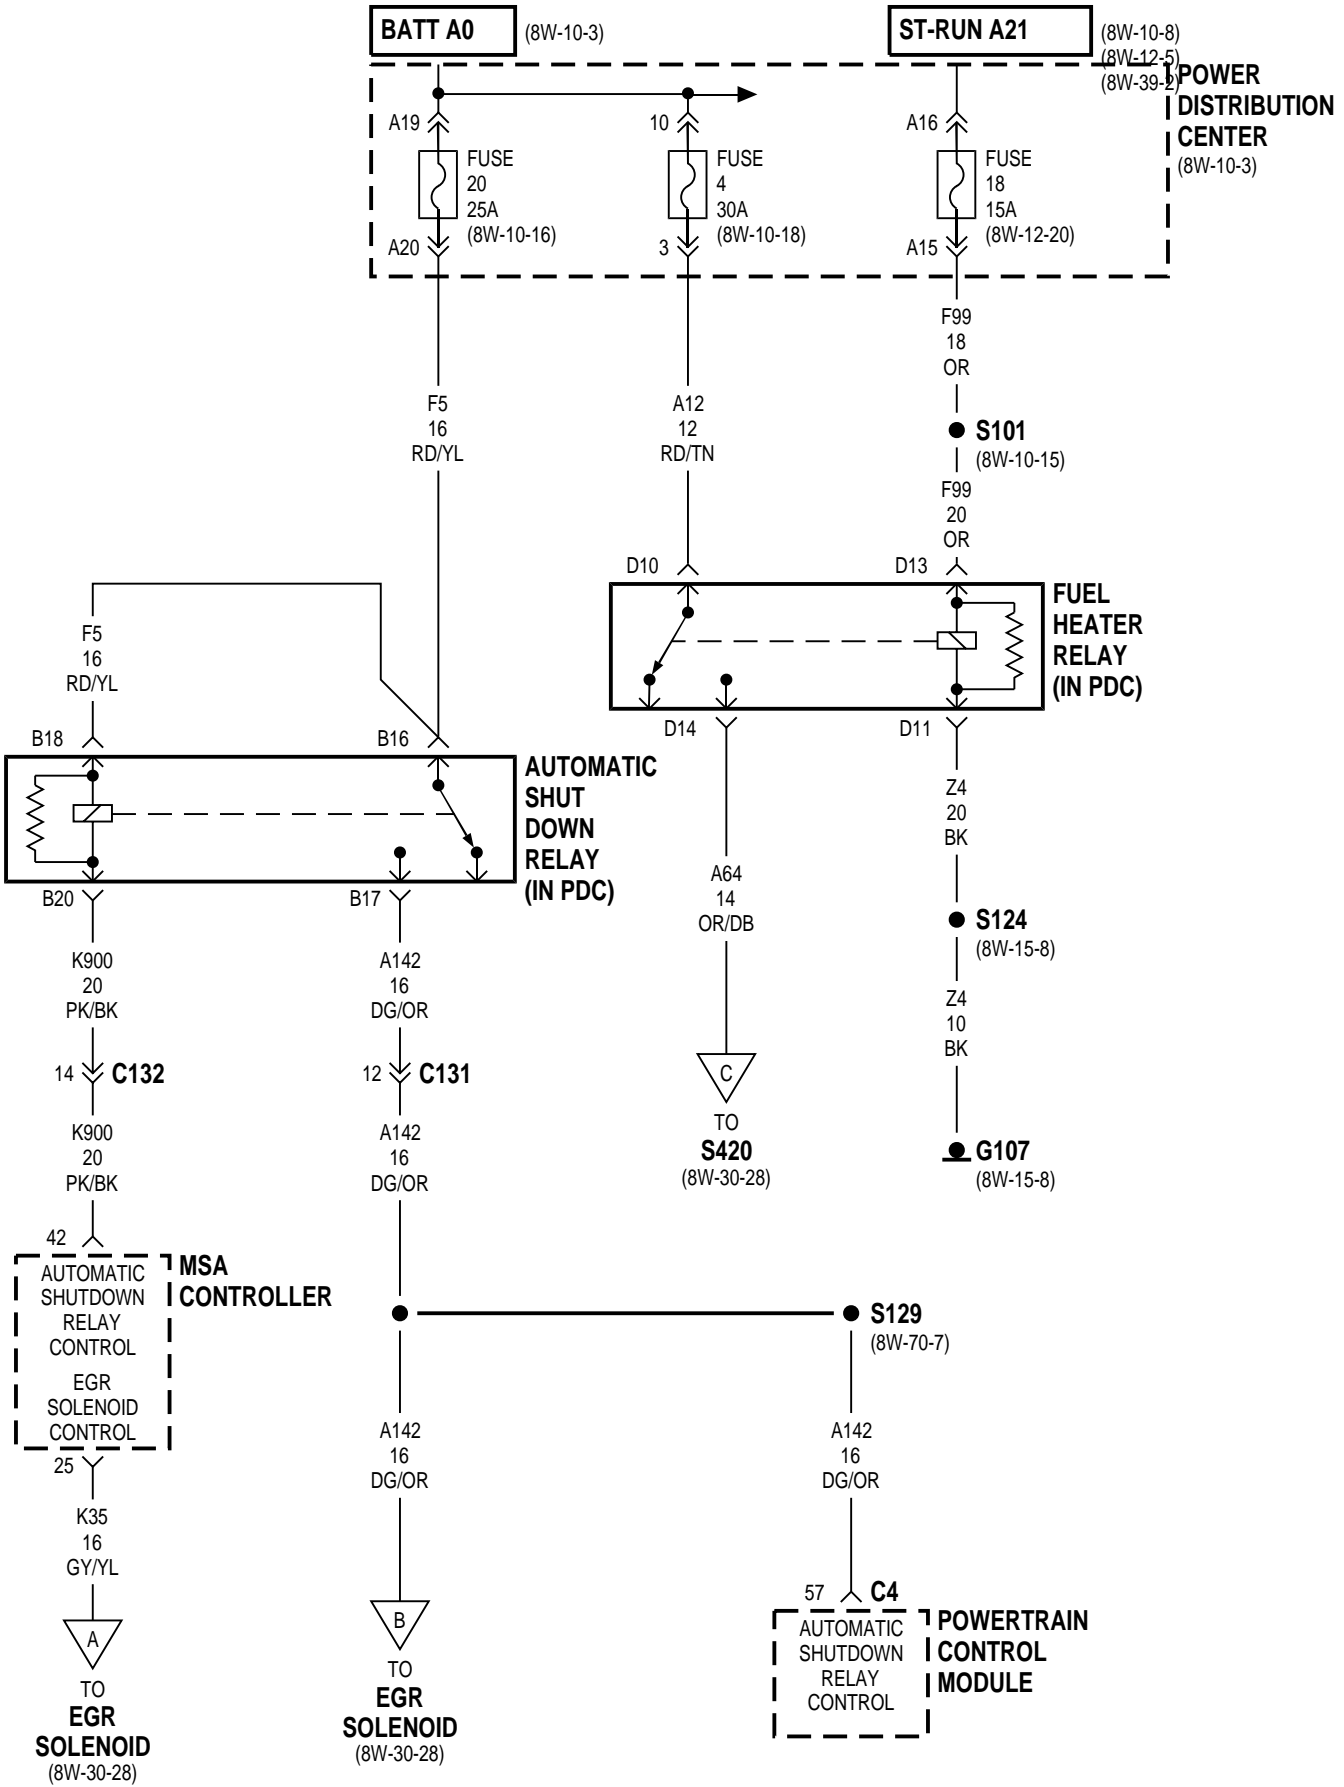 BATT A0
(8W-10-3)
ST-RUN A21
(8W-10-8)
(8W-12-5)
(8W-39-2)
POWER
DISTRIBUTION
CENTER
(8W-10-3)
A19
FUSE
20
25A
(8W-10-16)
A20
10
FUSE
4
30A
(8W-10-18)
3
A16
FUSE
18
15A
(8W-12-20)
A15
F5
16
RD/YL
A12
12
RD/TN
F99
18
OR
S101
(8W-10-15)
F99
20
OR
D10
D13
FUEL
HEATER
RELAY
(IN PDC)
D14
D11
F5
16
RD/YL
B18
B16
AUTOMATIC
SHUT
DOWN
RELAY
(IN PDC)
B20
B17
A64
14
OR/DB
C
TO
S420
(8W-30-28)
Z4
20
BK
S124
(8W-15-8)
Z4
10
BK
G107
(8W-15-8)
K900
20
PK/BK
14
C132
K900
20
PK/BK
42
A142
16
DG/OR
12
C131
A142
16
DG/OR
MSA
CONTROLLER
AUTOMATIC
SHUTDOWN
RELAY
CONTROL
EGR
SOLENOID
CONTROL
25
K35
16
GY/YL
A
TO
EGR
SOLENOID
(8W-30-28)
S129
(8W-70-7)
A142
16
DG/OR
B
TO
EGR
SOLENOID
(8W-30-28)
A142
16
DG/OR
57
C4
POWERTRAIN
CONTROL
MODULE
AUTOMATIC
SHUTDOWN
RELAY
CONTROL